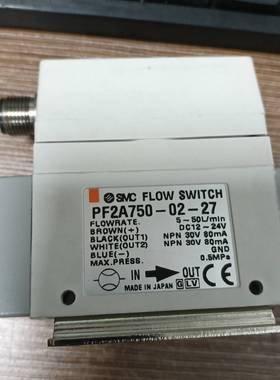 SMC FLOW SWITCH
PF2A750-02-27
FLOWRATE. 5~50L/min
BROWN(+) DC12~24V
BLACK(OUT1) NPN 30V 80mA
WHITE(OUT2) NPN 30V 80mA
BLUE(-) GND
MAX.PRESS. 0.5MPa
IN OUT
MADE IN JAPAN G L V